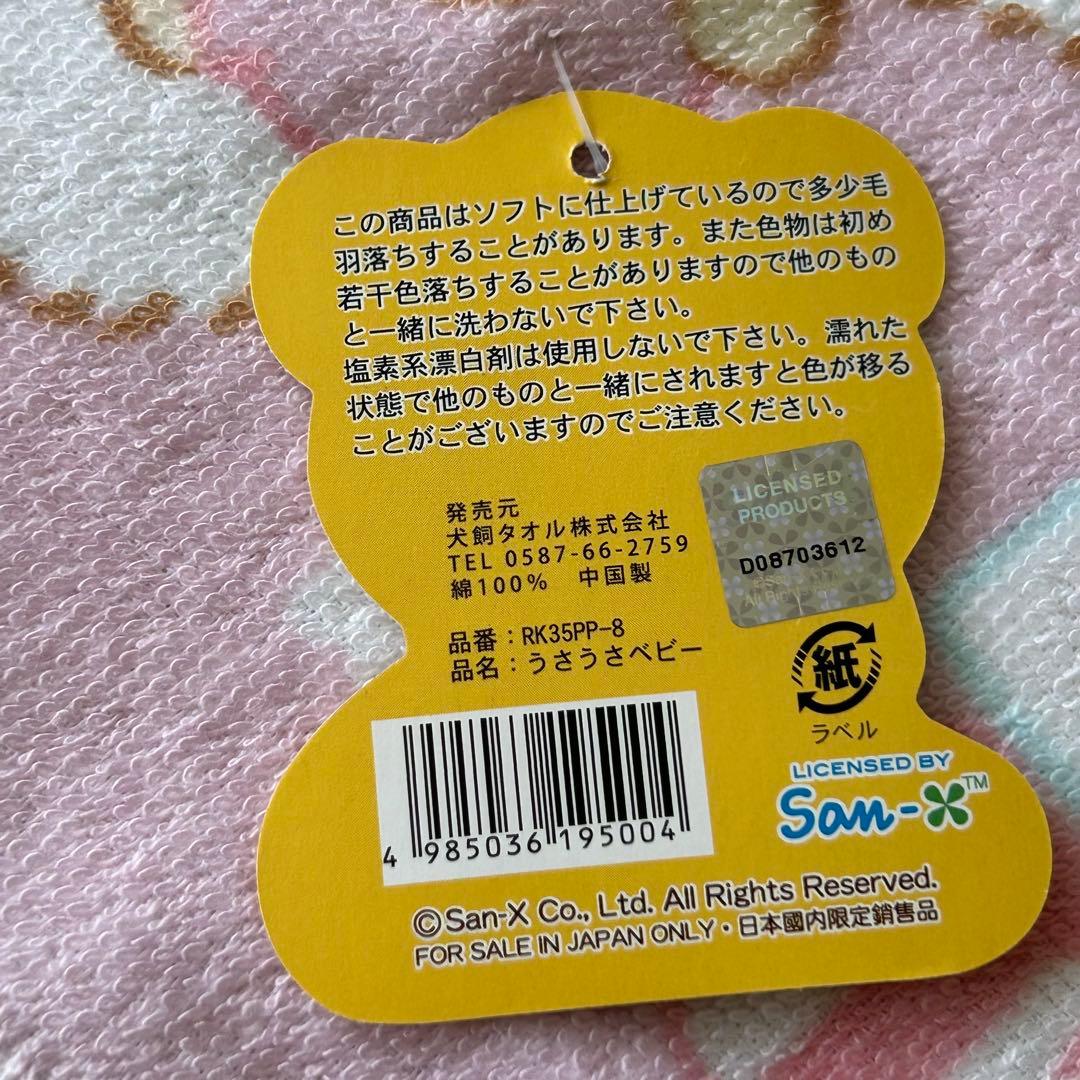 この商品はソフトに仕上げているので多少毛
羽落ちすることがあります。また色物は初め
若干色落ちすることがありますので他のもの
と一緒に洗わないで下さい。
塩素系漂白剤は使用しないで下さい。濡れた
状態で他のものと一緒にされますと色が移る
ことがございますのでご注意ください。
発売元
犬飼タオル株式会社
TEL 0587-66-2759
綿100% 中国製
品番：RK35PP-8
品名：うさうさベビー
LICENSED
PRODUCTS
D08703612
紙
ラベル
4 985036 195004
LICENSED BY
San-X™
©San-X Co., Ltd. All Rights Reserved.
FOR SALE IN JAPAN ONLY・日本國内限定銷售品